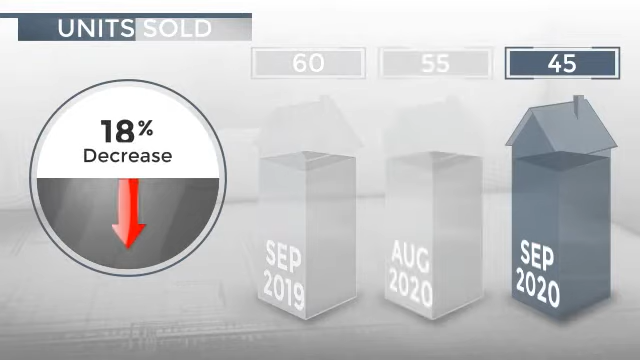 UNITS SOLD
60
55
45
18%
Decrease
SEP
2019
AUG
2020
SEP
2020